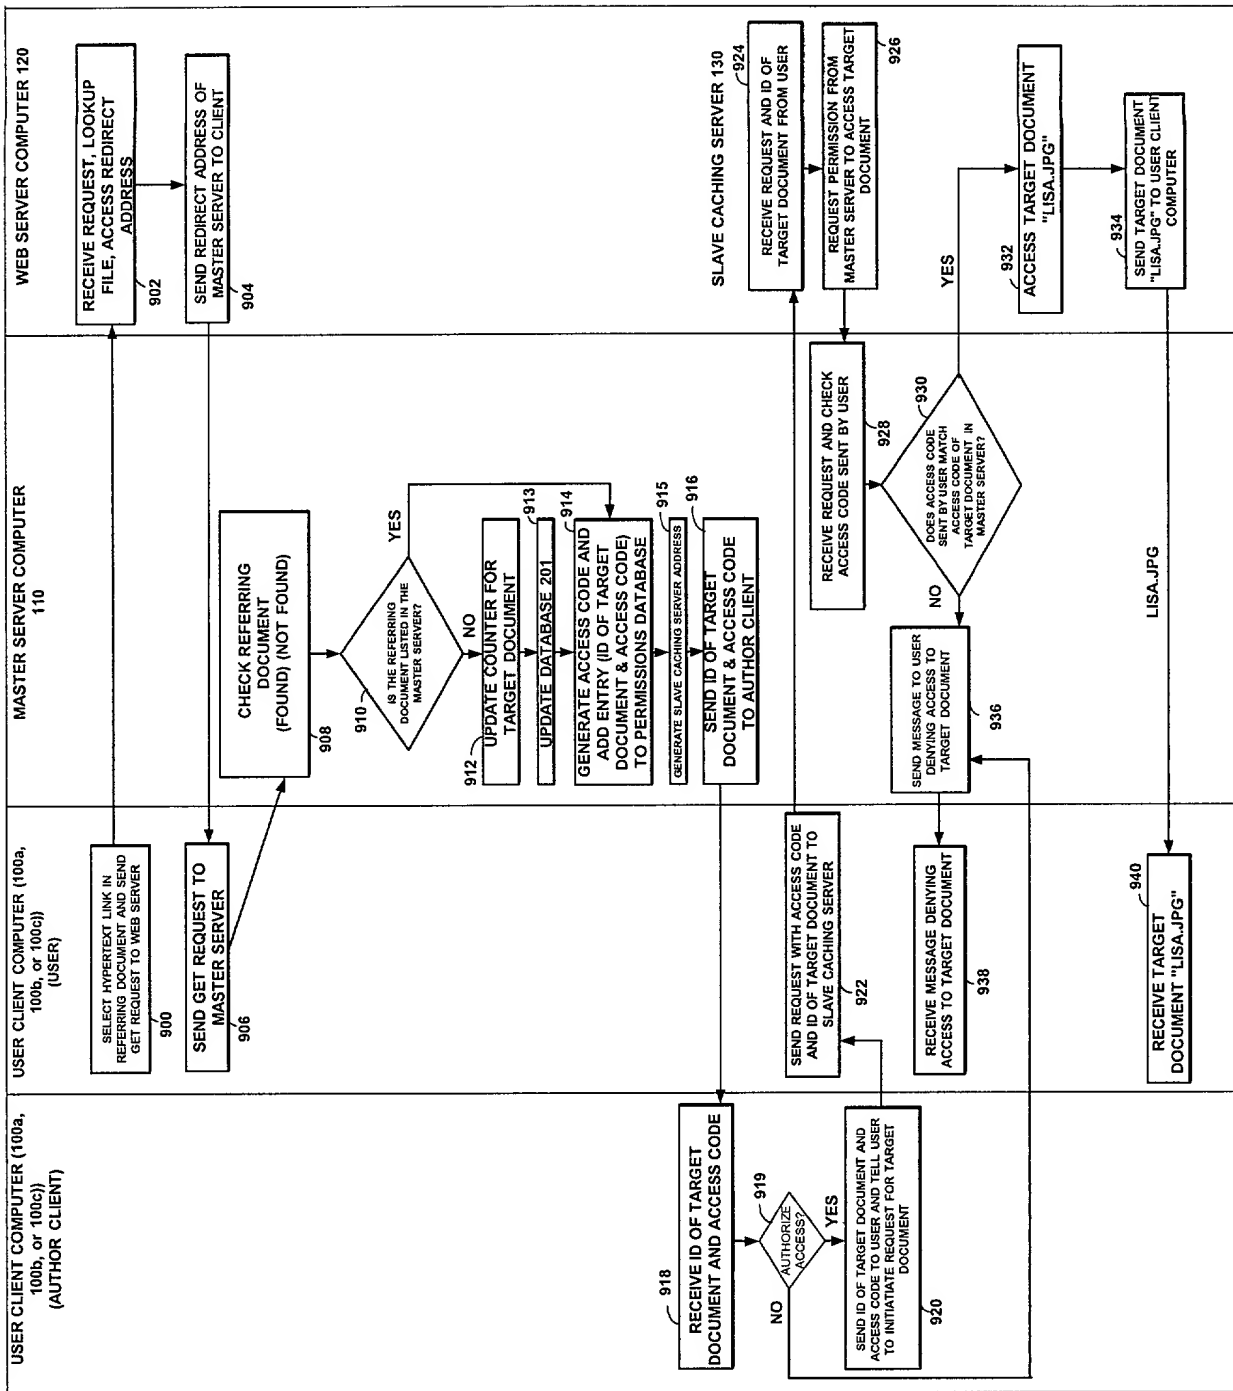 WEB SERVER COMPUTER 120
RECEIVE REQUEST, LOOKUP
FILE, ACCESS REDIRECT
ADDRESS
902
SEND REDIRECT ADDRESS OF
MASTER SERVER TO CLIENT
904
SLAVE CACHING SERVER 130
924
RECEIVE REQUEST AND ID OF
TARGET DOCUMENT FROM USER
926
REQUEST PERMISSION FROM
MASTER SERVER TO ACCESS TARGET
DOCUMENT
YES
932
ACCESS TARGET DOCUMENT
"LISA.JPG"
934
SEND TARGET DOCUMENT
"LISA.JPG" TO USER CLIENT
COMPUTER
MASTER SERVER COMPUTER
110
CHECK REFERRING
DOCUMENT
(FOUND) (NOT FOUND)
908
910
IS THE REFERRING
DOCUMENT LISTED IN THE
MASTER SERVER?
YES
NO
912
UPDATE COUNTER FOR
TARGET DOCUMENT
913
UPDATE DATABASE 201
914
GENERATE ACCESS CODE AND
ADD ENTRY (ID OF TARGET
DOCUMENT & ACCESS CODE)
TO PERMISSIONS DATABASE
915
GENERATE SLAVE CACHING SERVER ADDRESS
916
SEND ID OF TARGET
DOCUMENT & ACCESS CODE
TO AUTHOR CLIENT
RECEIVE REQUEST AND CHECK
ACCESS CODE SENT BY USER
928
930
DOES ACCESS CODE
SENT BY USER MATCH
ACCESS CODE OF
TARGET DOCUMENT IN
MASTER SERVER?
NO
SEND MESSAGE TO USER
DENYING ACCESS TO
TARGET DOCUMENT
936
LISA.JPG
USER CLIENT COMPUTER (100a,
100b, or 100c))
(USER)
SELECT HYPERTEXT LINK IN
REFERRING DOCUMENT AND SEND
GET REQUEST TO WEB SERVER
900
SEND GET REQUEST TO
MASTER SERVER
906
SEND REQUEST WITH ACCESS CODE
AND ID OF TARGET DOCUMENT TO
SLAVE CACHING SERVER
922
RECEIVE MESSAGE DENYING
ACCESS TO TARGET DOCUMENT
938
940
RECEIVE TARGET
DOCUMENT "LISA.JPG"
USER CLIENT COMPUTER (100a,
100b, or 100c))
(AUTHOR CLIENT)
918
RECEIVE ID OF TARGET
DOCUMENT AND ACCESS CODE
919
AUTHORIZE
ACCESS?
NO
YES
SEND ID OF TARGET DOCUMENT AND
ACCESS CODE TO USER AND TELL USER
TO INITIATE REQUEST FOR TARGET
DOCUMENT
920